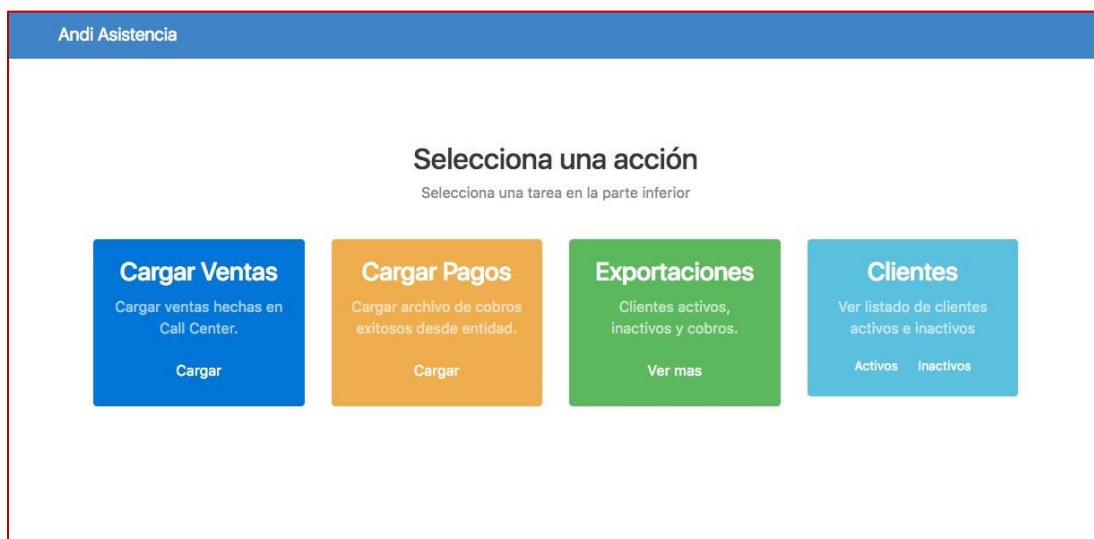 Andi Asistencia
Selecciona una acción
Selecciona una tarea en la parte inferior
Cargar Ventas
Cargar ventas hechas en
Call Center.
Cargar
Cargar Pagos
Cargar archivo de cobros
exitosos desde entidad.
Cargar
Exportaciones
Clientes activos,
inactivos y cobros.
Ver mas
Clientes
Ver listado de clientes
activos e inactivos
Activos Inactivos